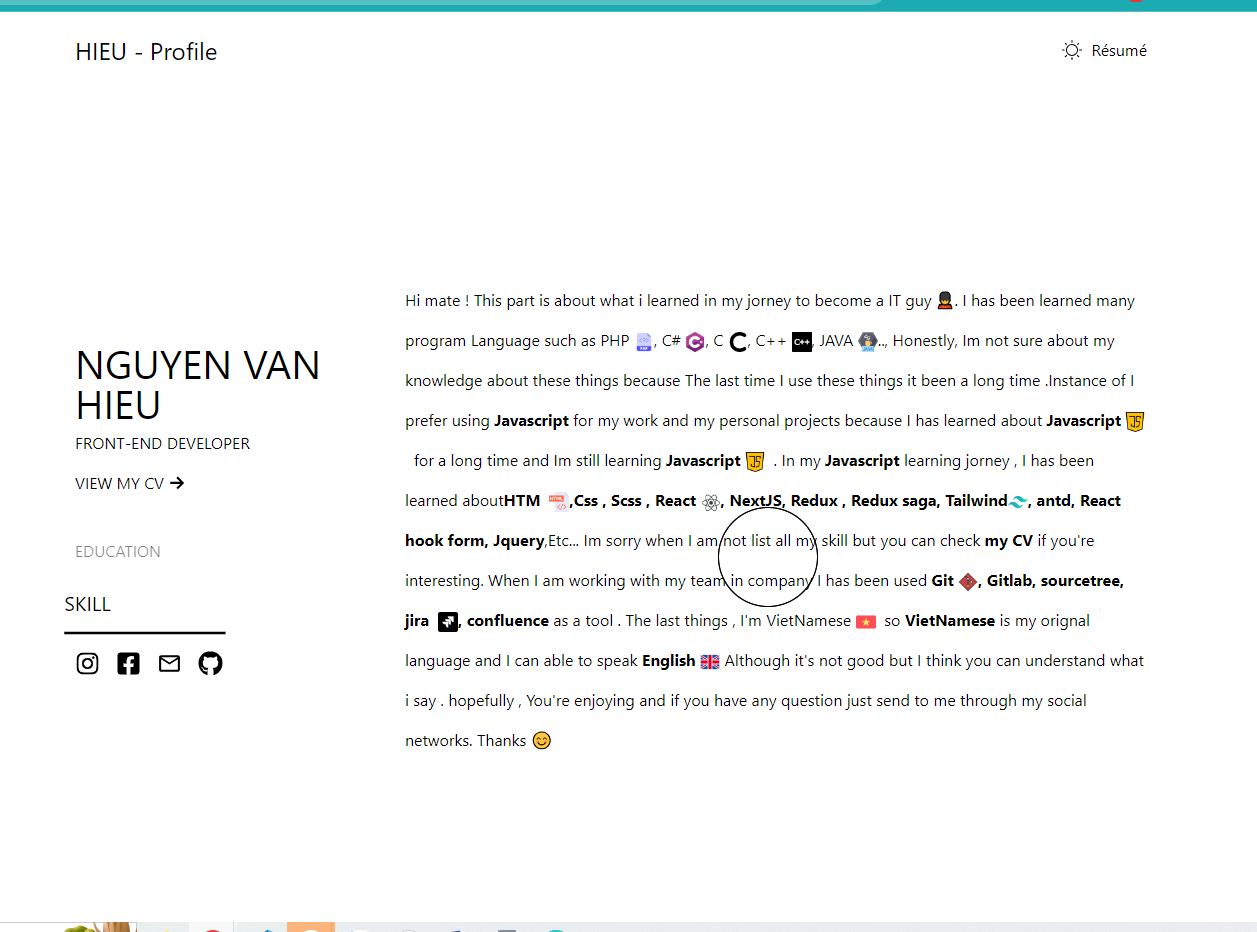 HIEU - Profile
Résumé
NGUYEN VAN
HIEU
FRONT-END DEVELOPER
VIEW MY CV
EDUCATION
SKILL
Hi mate ! This part is about what i learned in my jorney to become a IT guy . I has been learned many
program Language such as PHP , C# , C , C++ C++, JAVA .., Honestly, Im not sure about my
knowledge about these things because The last time I use these things it been a long time .Instance of I
prefer using Javascript for my work and my personal projects because I has learned about Javascript JS
for a long time and Im still learning Javascript JS . In my Javascript learning jorney , I has been
learned aboutHTM HTML,Css , Scss , React , NextJS, Redux , Redux saga, Tailwind, antd, React
hook form, Jquery,Etc... Im sorry when I am not list all my skill but you can check my CV if you're
interesting. When I am working with my team in company I has been used Git , Gitlab, sourcetree,
jira , confluence as a tool . The last things , I'm VietNamese so VietNamese is my orignal
language and I can able to speak English Although it's not good but I think you can understand what
i say . hopefully , You're enjoying and if you have any question just send to me through my social
networks. Thanks 😊